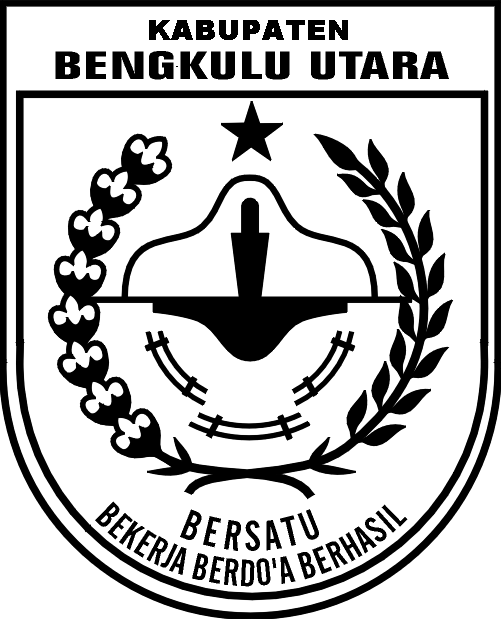 KABUPATEN
BENGKULU UTARA
BERSATU
BEKERJA BERDO'A BERHASIL